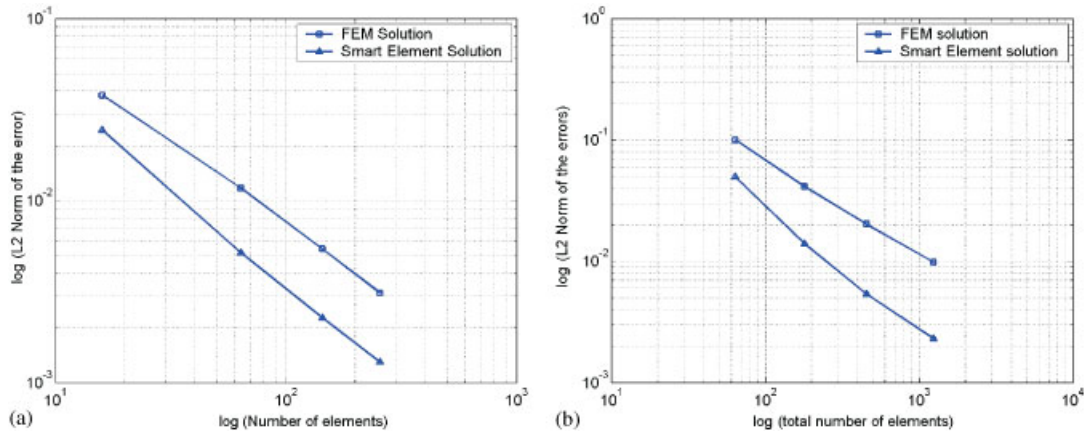 10^-1
FEM Solution
Smart Element Solution
log (L2 Norm of the error)
10^-2
10^-3
10^1
10^2
10^3
log (Number of elements)
(a)
10^0
FEM solution
Smart Element solution
log (L2 Norm of the errors)
10^-1
10^-2
10^-3
10^1
10^2
10^3
10^4
log (total number of elements)
(b)